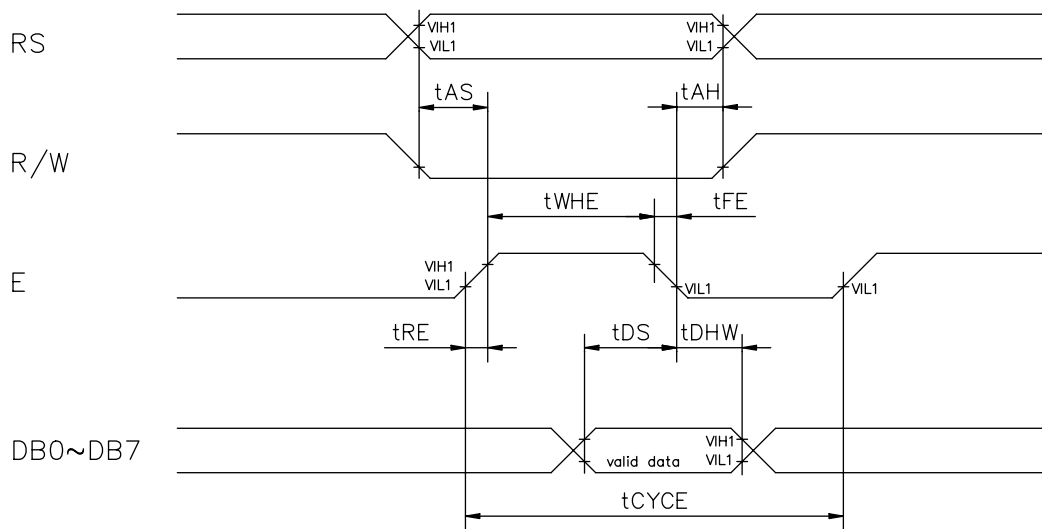 RS
VIH1
VIL1
VIH1
VIL1
tAS
tAH
R/W
tWHE
tFE
E
VIH1
VIL1
VIL1
VIL1
tRE
tDS
tDHW
DB0~DB7
valid data
VIH1
VIL1
tCYCE